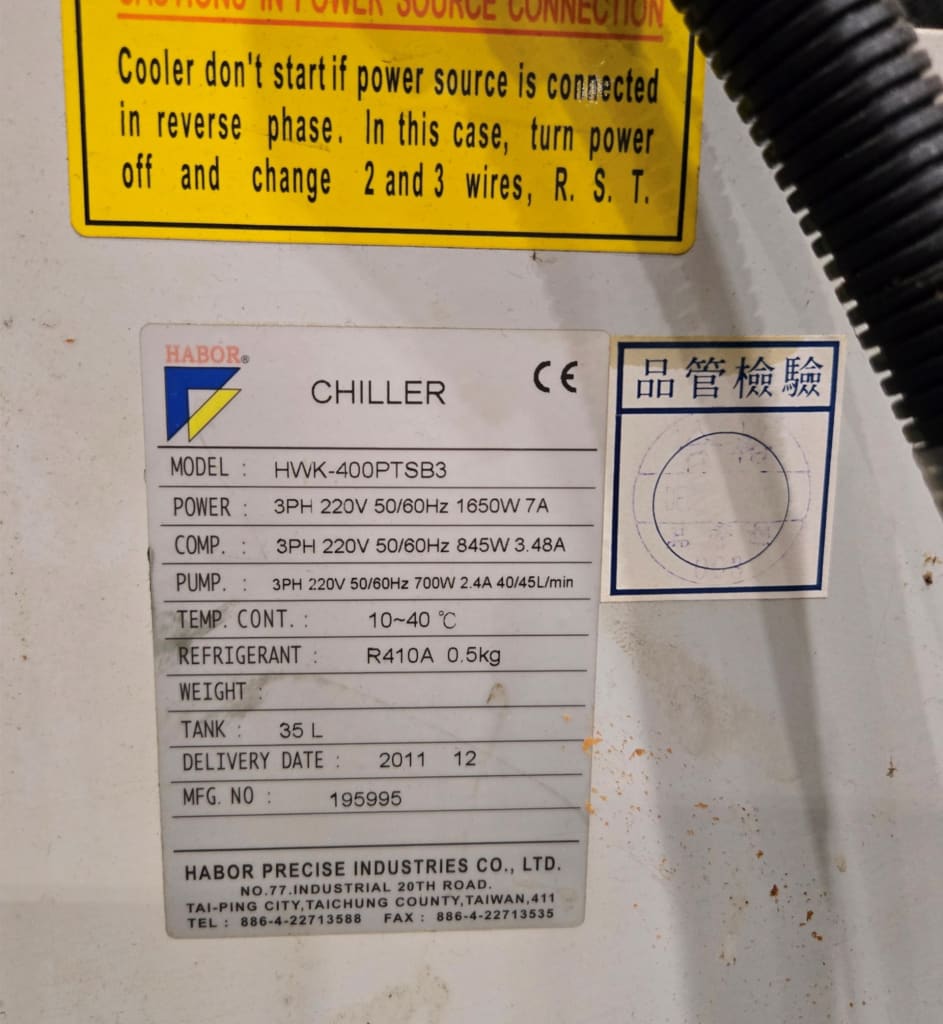 CAUTIONS IN POWER SOURCE CONNECTION
Cooler don't start if power source is connected
in reverse phase. In this case, turn power
off and change 2 and 3 wires, R. S. T.
HABOR®
CHILLER
CE
MODEL : HWK-400PTSB3
POWER : 3PH 220V 50/60Hz 1650W 7A
COMP. : 3PH 220V 50/60Hz 845W 3.48A
PUMP. : 3PH 220V 50/60Hz 700W 2.4A 40/45L/min
TEMP. CONT. : 10~40 ℃
REFRIGERANT : R410A 0.5kg
WEIGHT :
TANK : 35 L
DELIVERY DATE : 2011 12
MFG. NO : 195995
HABOR PRECISE INDUSTRIES CO., LTD.
NO.77.INDUSTRIAL 20TH ROAD.
TAI-PING CITY,TAICHUNG COUNTY,TAIWAN,411
TEL : 886-4-22713588 FAX : 886-4-22713535
品管檢驗